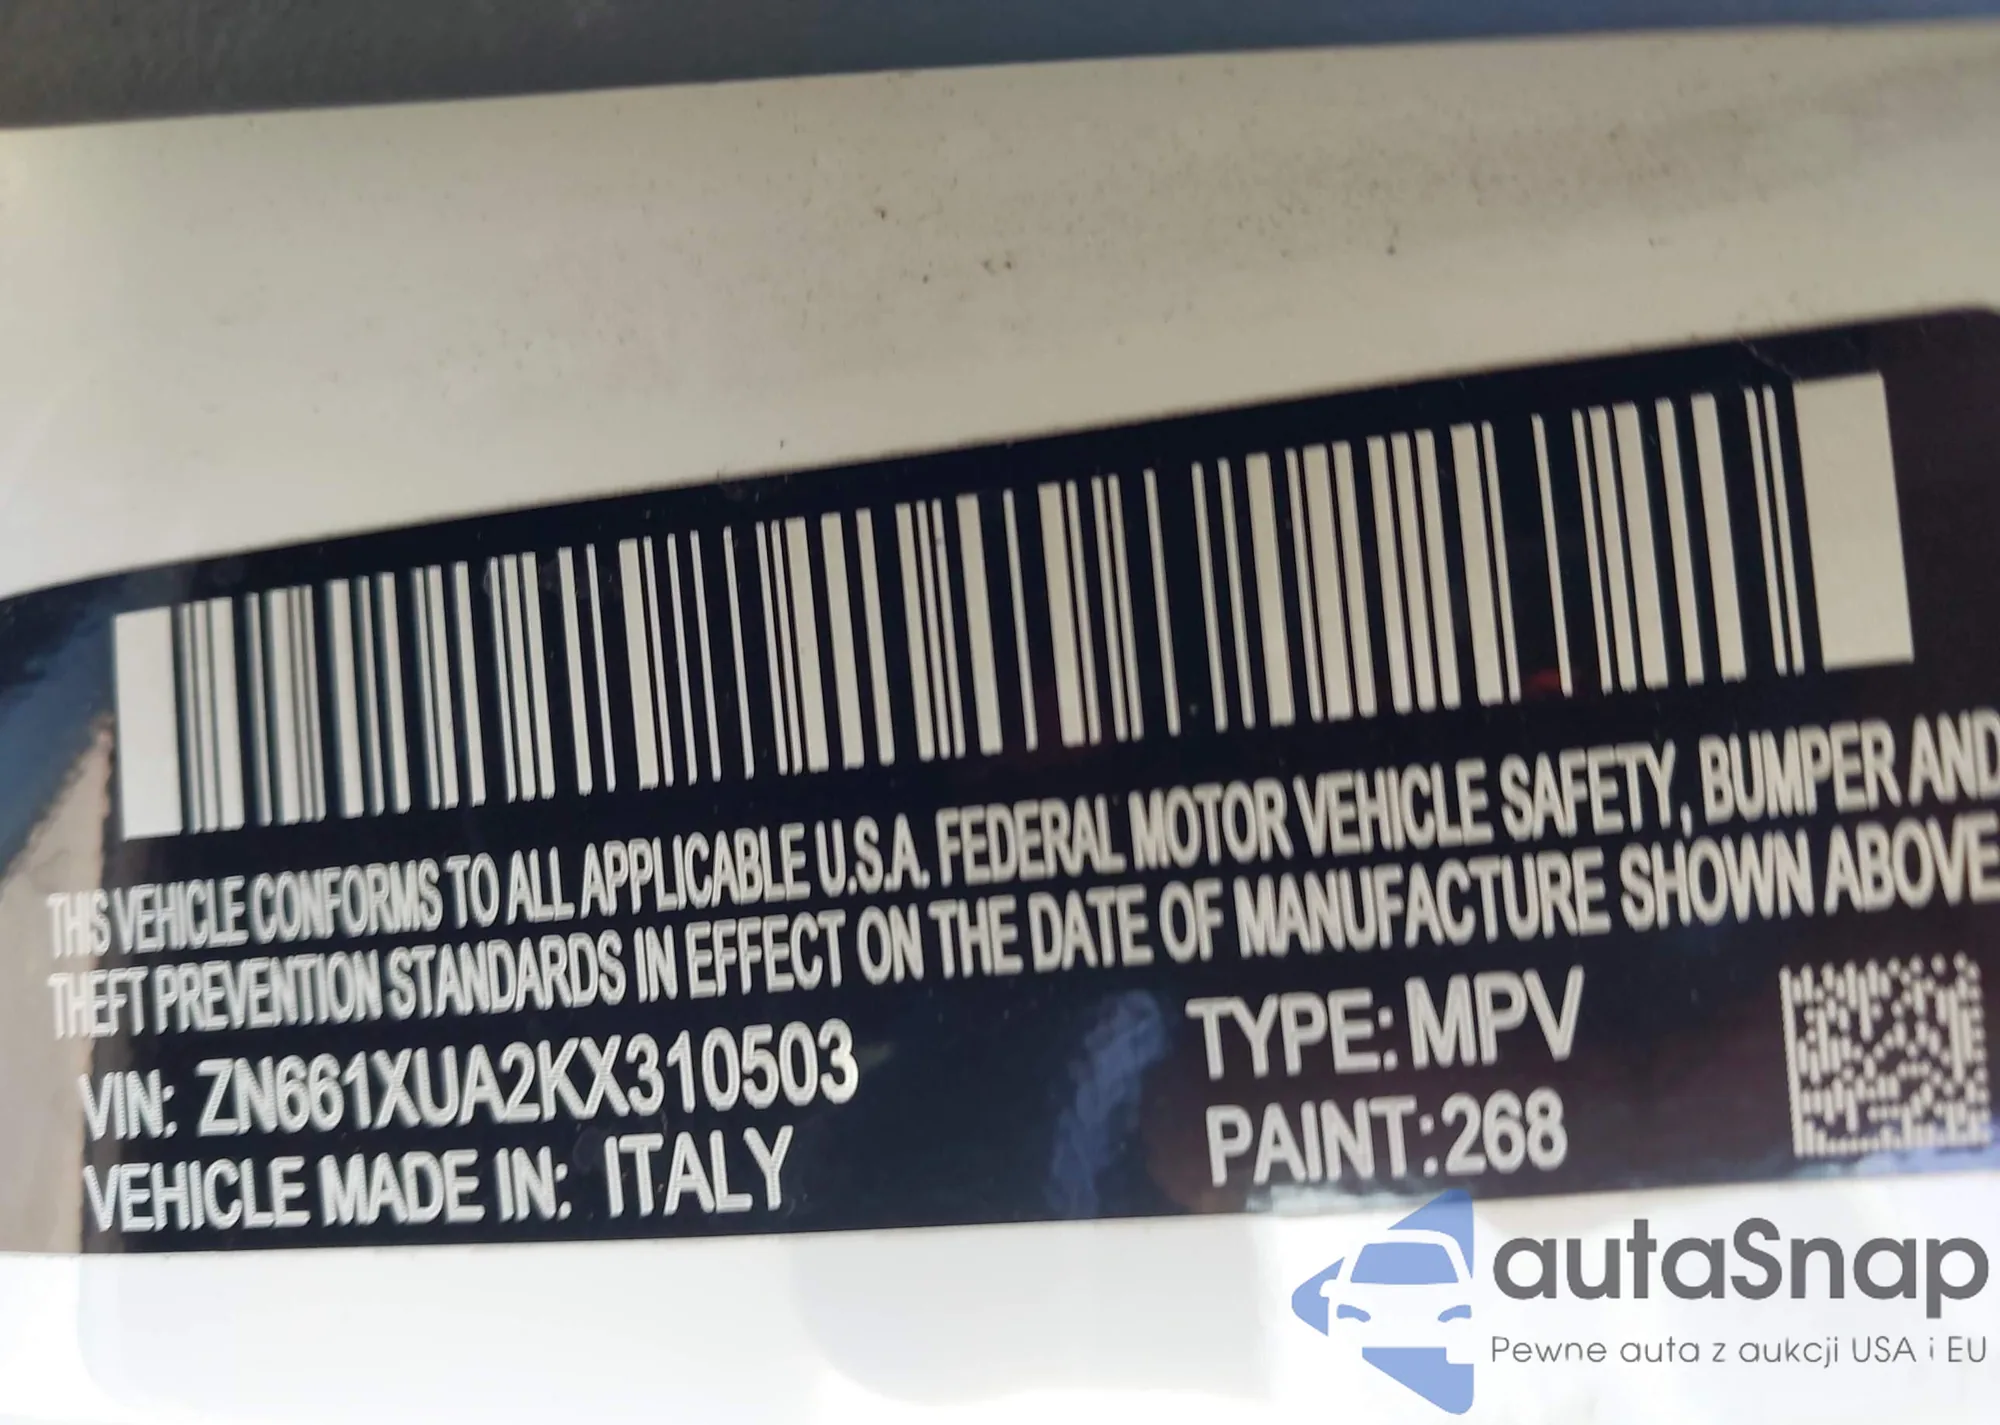 THIS VEHICLE CONFORMS TO ALL APPLICABLE U.S.A. FEDERAL MOTOR VEHICLE SAFETY, BUMPER AND
THEFT PREVENTION STANDARDS IN EFFECT ON THE DATE OF MANUFACTURE SHOWN ABOVE
VIN: ZN661XUA2KX310503
TYPE: MPV
VEHICLE MADE IN: ITALY
PAINT:268
autaSnap
Pewne auta z aukcji USA i EU